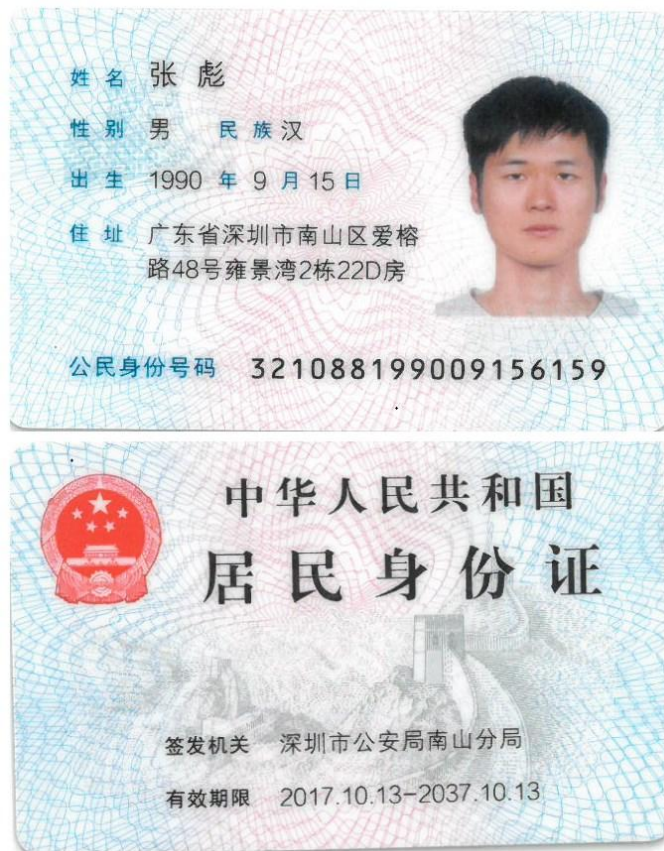 姓名 张彪
性别 男 民族 汉
出生 1990 年 9 月 15 日
住址 广东省深圳市南山区爱榕
路48号雍景湾2栋22D房
公民身份号码 321088199009156159
中华人民共和国
居民身份证
签发机关 深圳市公安局南山分局
有效期限 2017.10.13-2037.10.13